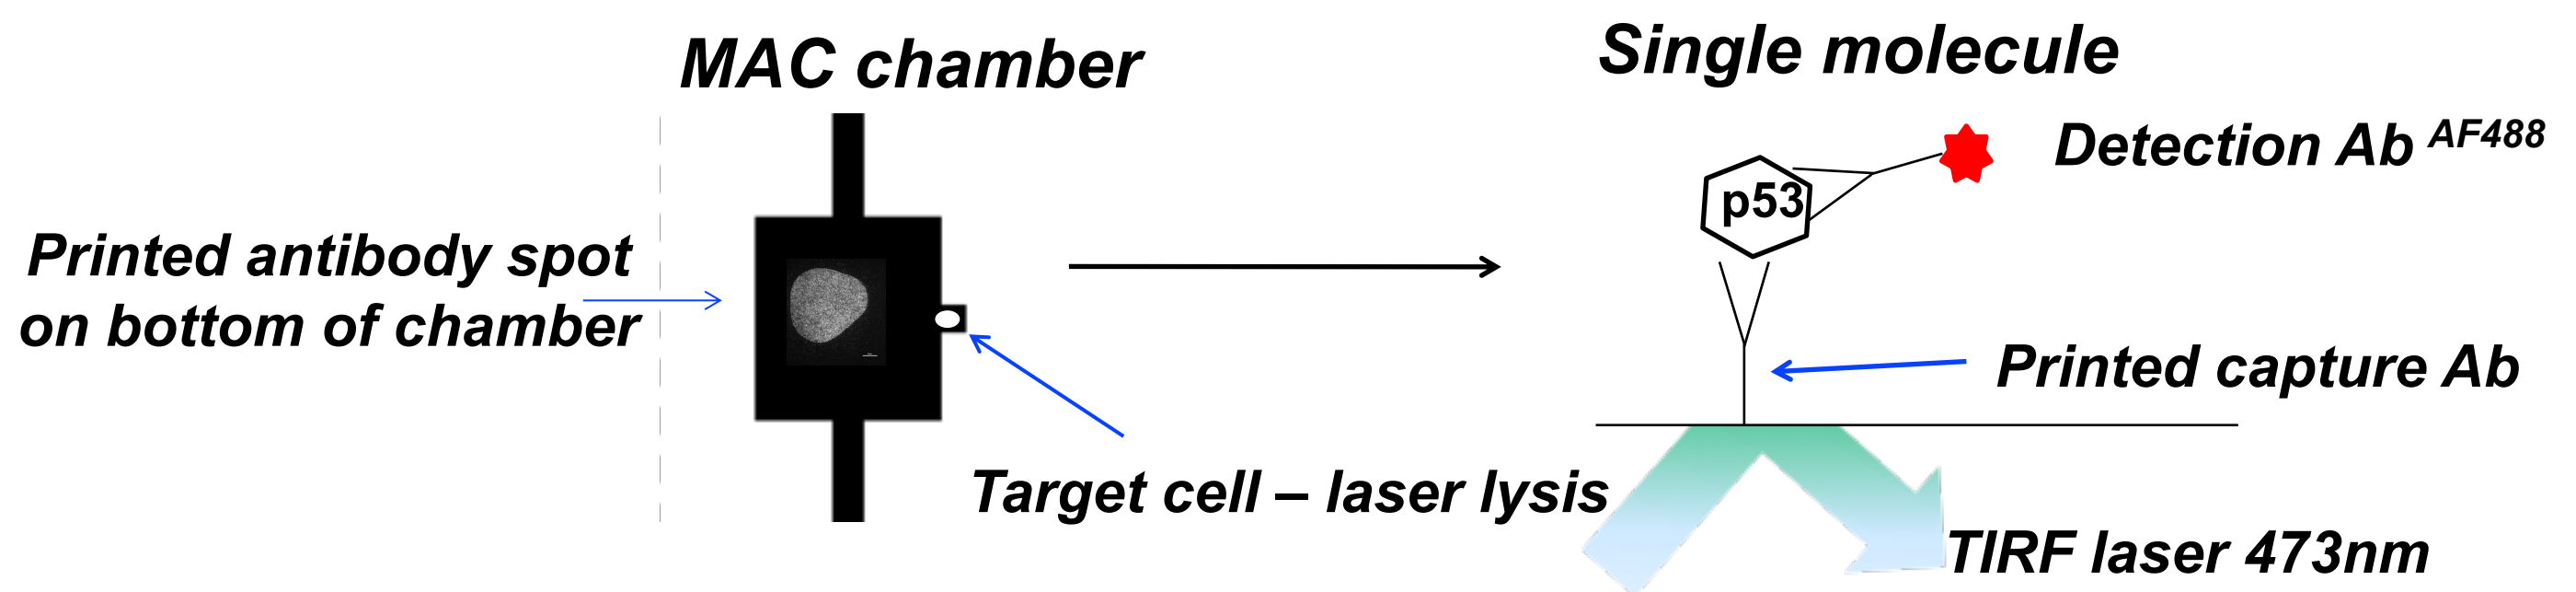 MAC chamber
Single molecule
Detection Ab AF488
p53
Printed antibody spot
on bottom of chamber
Printed capture Ab
Target cell – laser lysis
TIRF laser 473nm